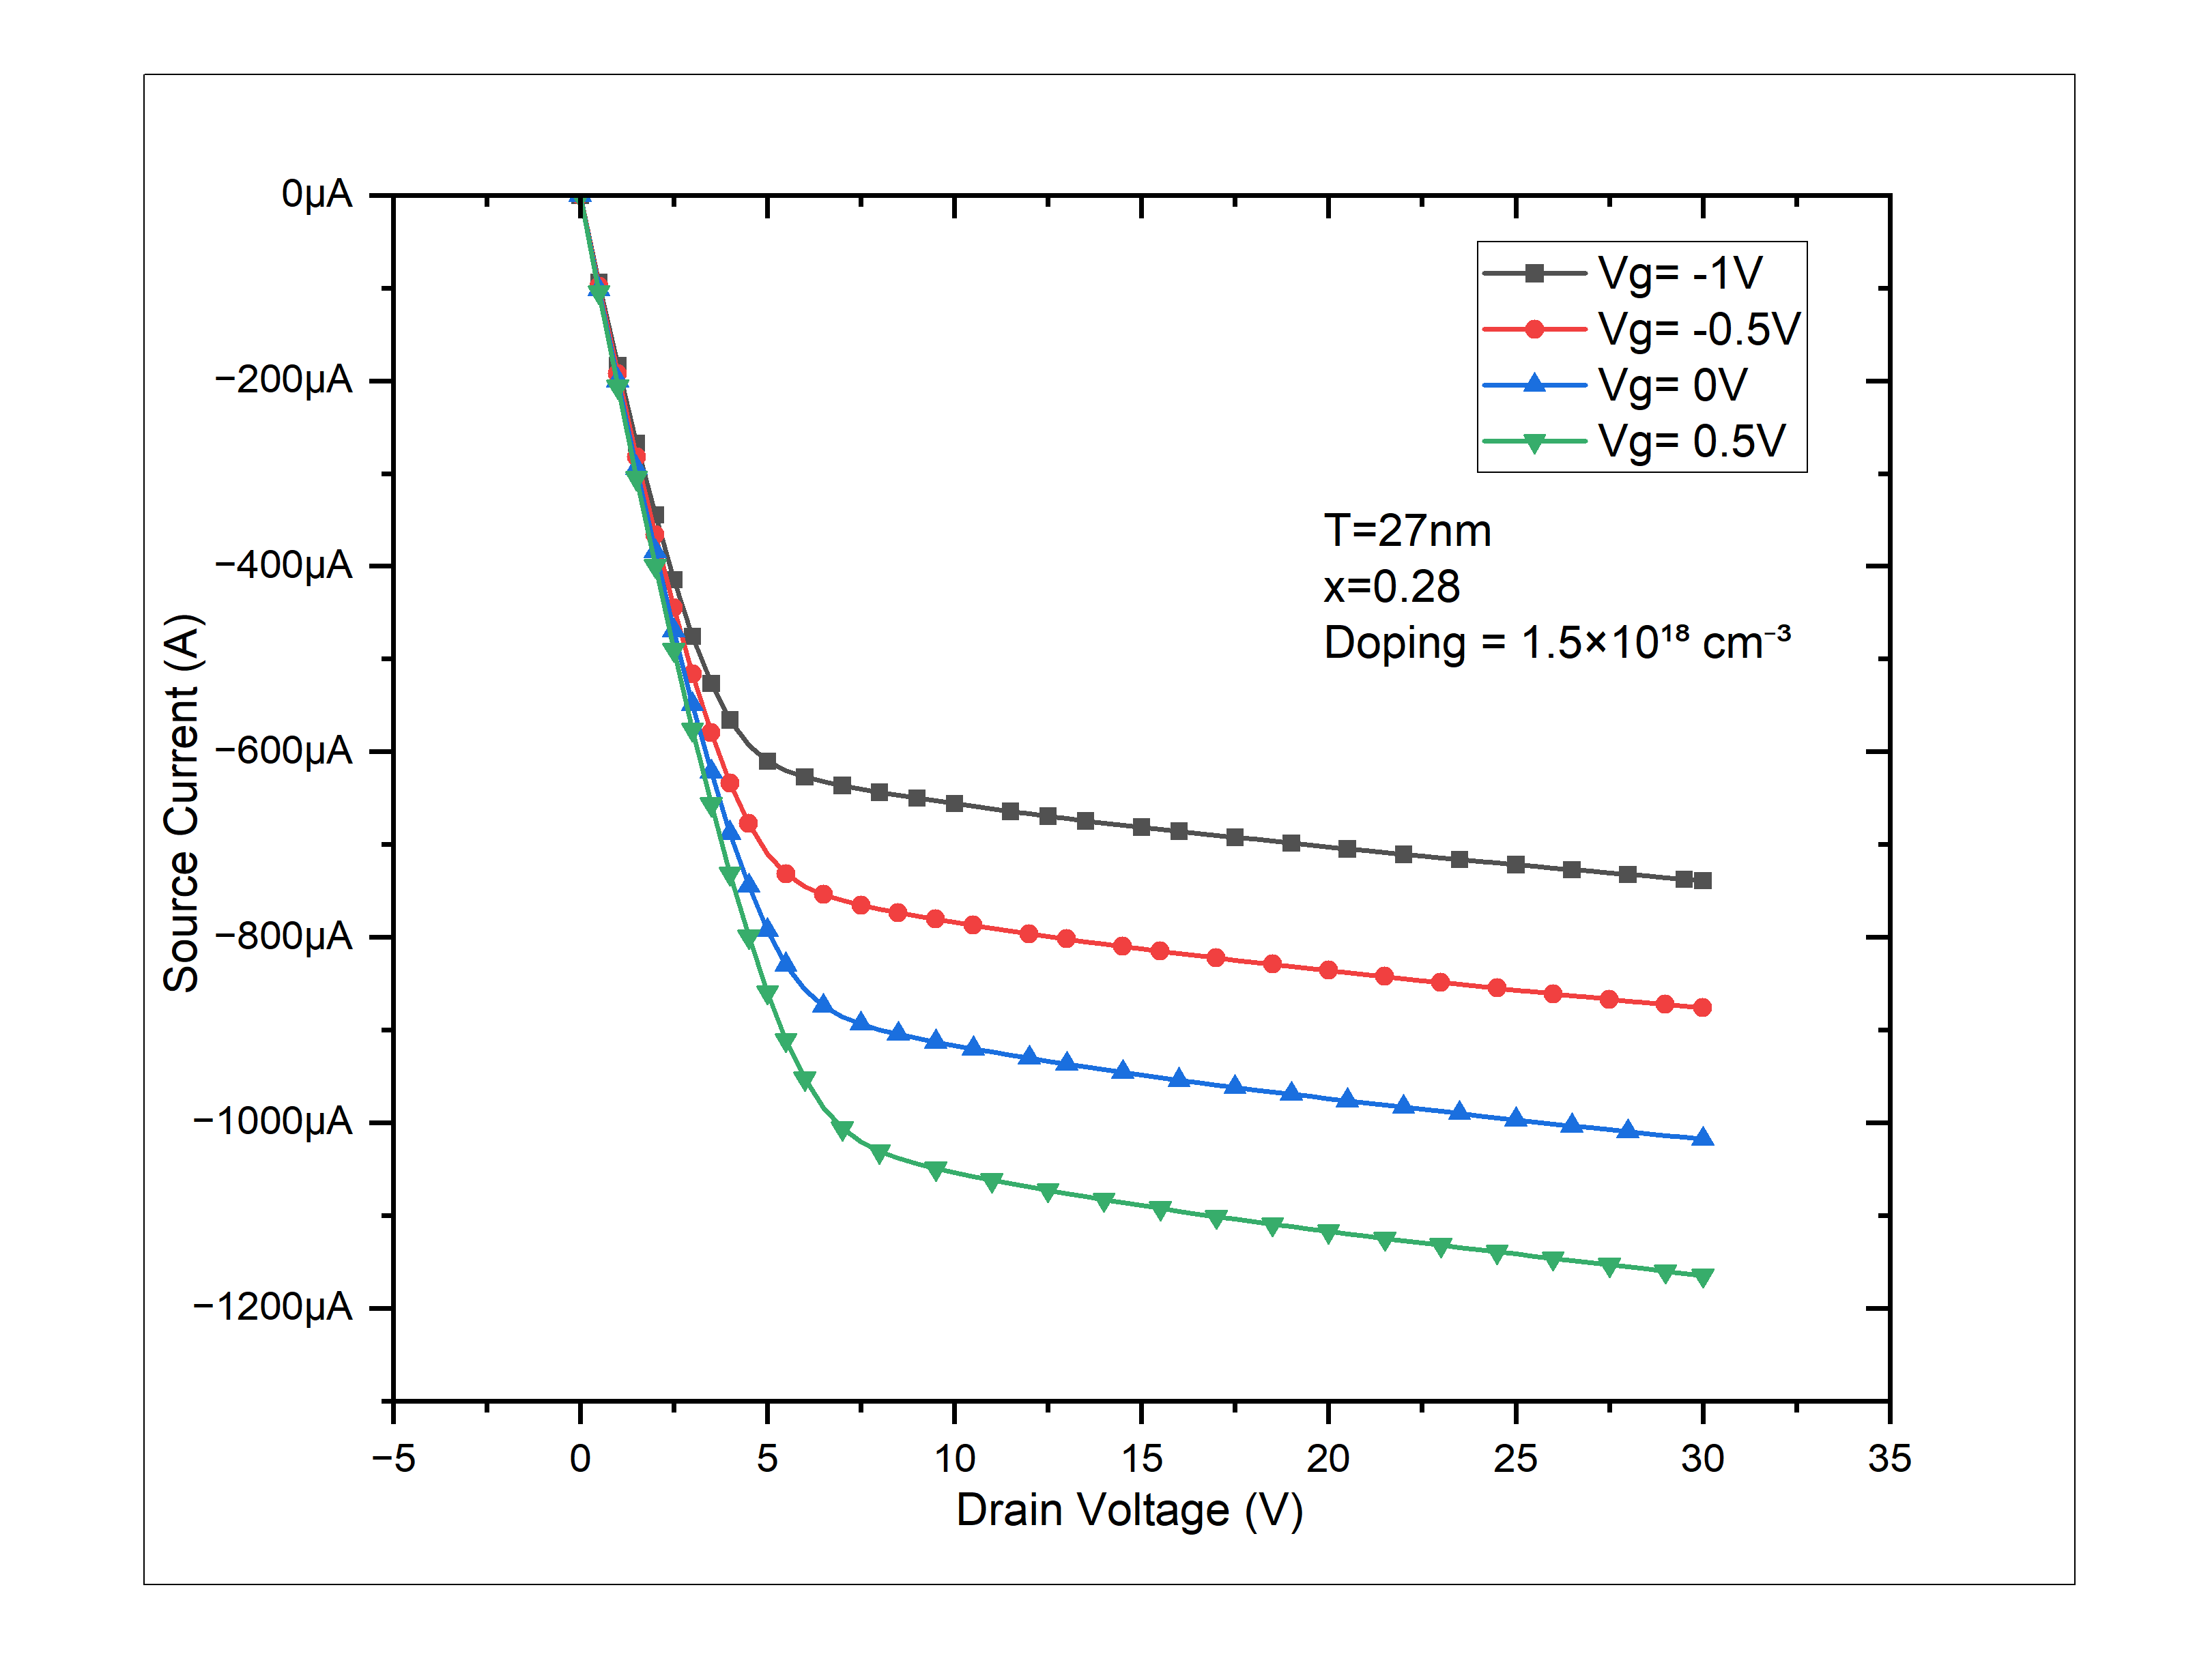 0µA
−200µA
−400µA
−600µA
−800µA
−1000µA
−1200µA
Source Current (A)
Vg= -1V
Vg= -0.5V
Vg= 0V
Vg= 0.5V
T=27nm
x=0.28
Doping = 1.5×10¹⁸ cm⁻³
−5 0 5 10 15 20 25 30 35
Drain Voltage (V)